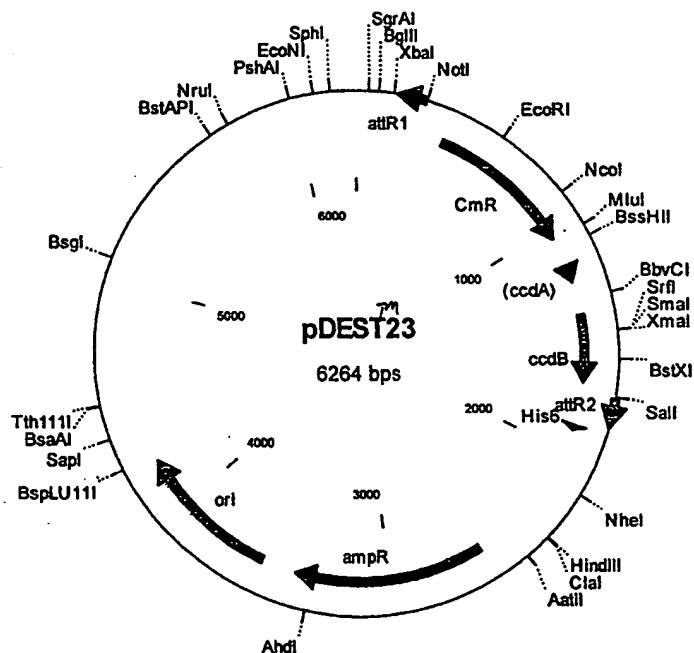 SgrAI
BglII
XbaI
NotI
SphI
EcoNI
PshAI
NruI
BstAPI
attR1
EcoRI
NcoI
MluI
BssHII
CmR
6000
1000
BsgI
(ccdA)
BbvCI
SrfI
SmaI
XmaI
5000
pDEST23
TM
6264 bps
ccdB
BstXI
attR2
SalI
His6
2000
Tth111I
BsaAI
SapI
BspLU11I
4000
orI
3000
ampR
NheI
HindIII
ClaI
AatII
AhdI